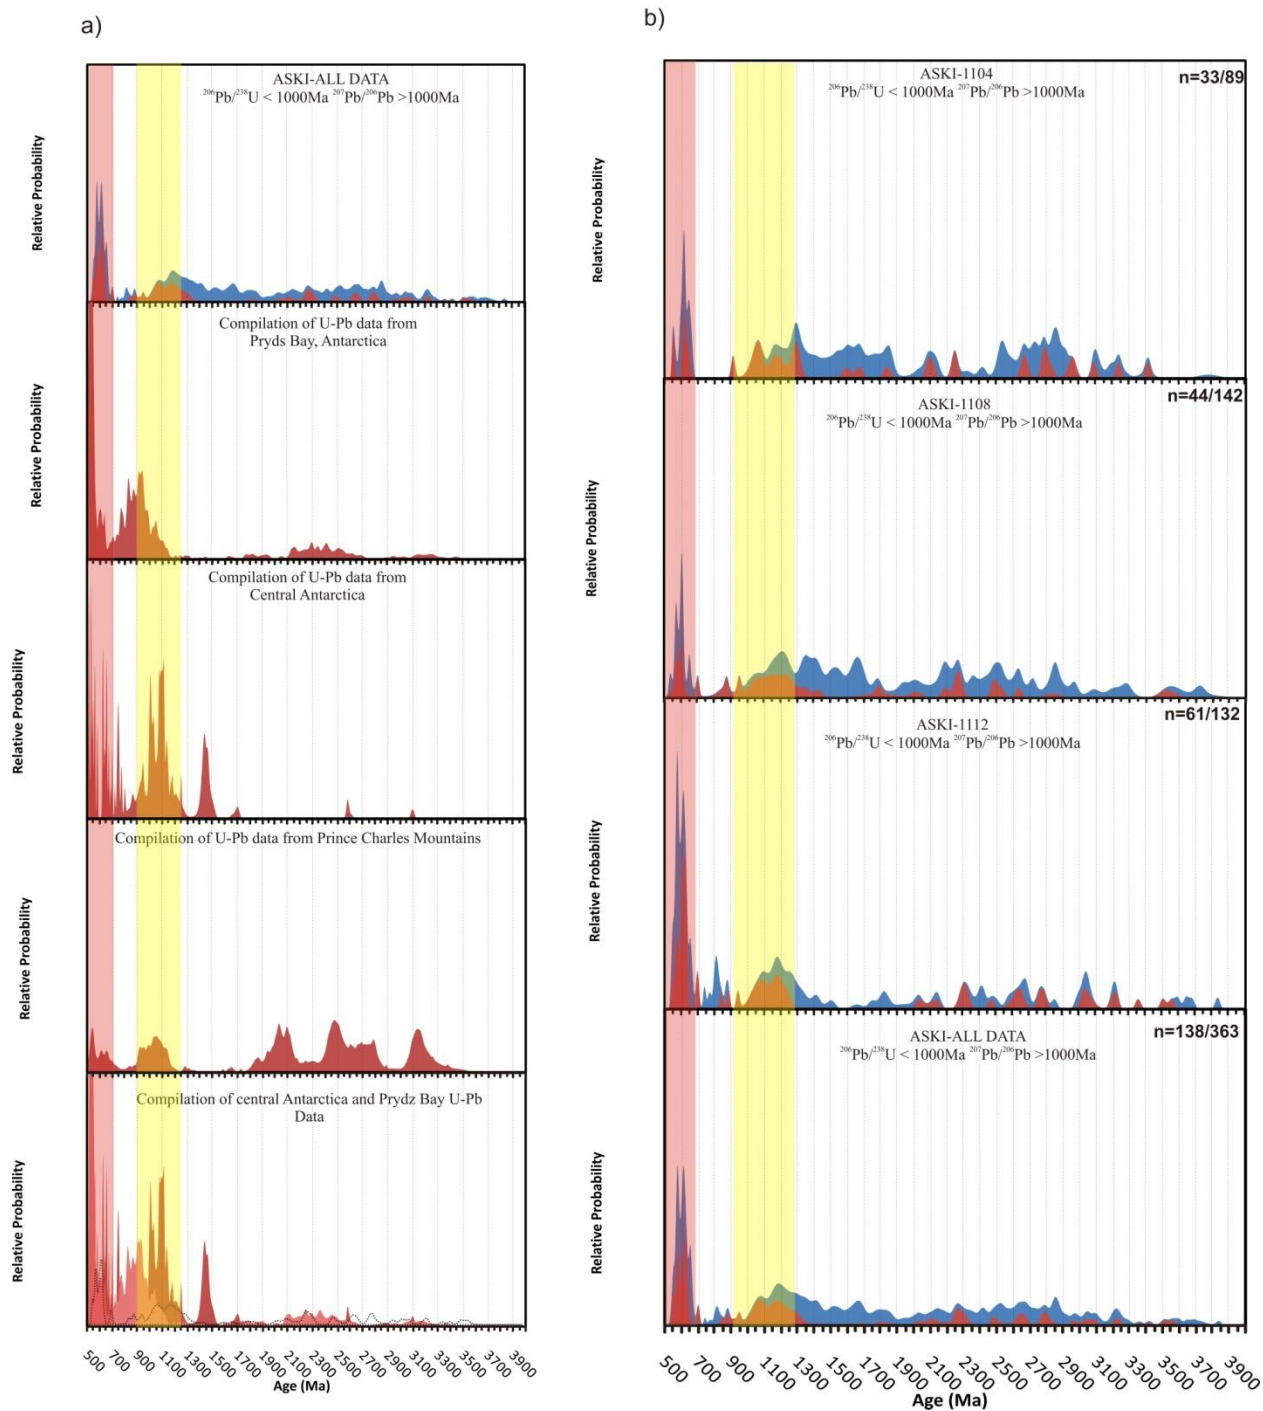 a)
ASKI-ALL DATA
²⁰⁶Pb/²³⁸U < 1000Ma ²⁰⁷Pb/²⁰⁶Pb >1000Ma
Relative Probability
Compilation of U-Pb data from
Pryds Bay, Antarctica
Relative Probability
Compilation of U-Pb data from
Central Antarctica
Relative Probability
Compilation of U-Pb data from Prince Charles Mountains
Relative Probability
Compilation of central Antarctica and Prydz Bay U-Pb
Data
Relative Probability
500 700 900 1100 1300 1500 1700 1900 2100 2300 2500 2700 2900 3100 3300 3500 3700 3900
Age (Ma)
b)
ASKI-1104
n=33/89
²⁰⁶Pb/²³⁸U < 1000Ma ²⁰⁷Pb/²⁰⁶Pb >1000Ma
Relative Probability
n=44/142
ASKI-1108
²⁰⁶Pb/²³⁸U < 1000Ma ²⁰⁷Pb/²⁰⁶Pb >1000Ma
Relative Probability
n=61/132
ASKI-1112
²⁰⁶Pb/²³⁸U < 1000Ma ²⁰⁷Pb/²⁰⁶Pb >1000Ma
Relative Probability
n=138/363
ASKI-ALL DATA
²⁰⁶Pb/²³⁸U < 1000Ma ²⁰⁷Pb/²⁰⁶Pb >1000Ma
Relative Probability
500 700 900 1100 1300 1500 1700 1900 2100 2300 2500 2700 2900 3100 3300 3500 3700 3900
Age (Ma)